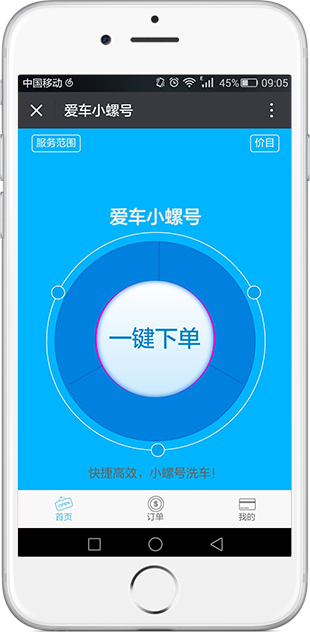 中国移动 45% 09:05
爱车小螺号
服务范围 价目
爱车小螺号
一键下单
快捷高效，小螺号洗车！
OPEN $
首页 订单 我的